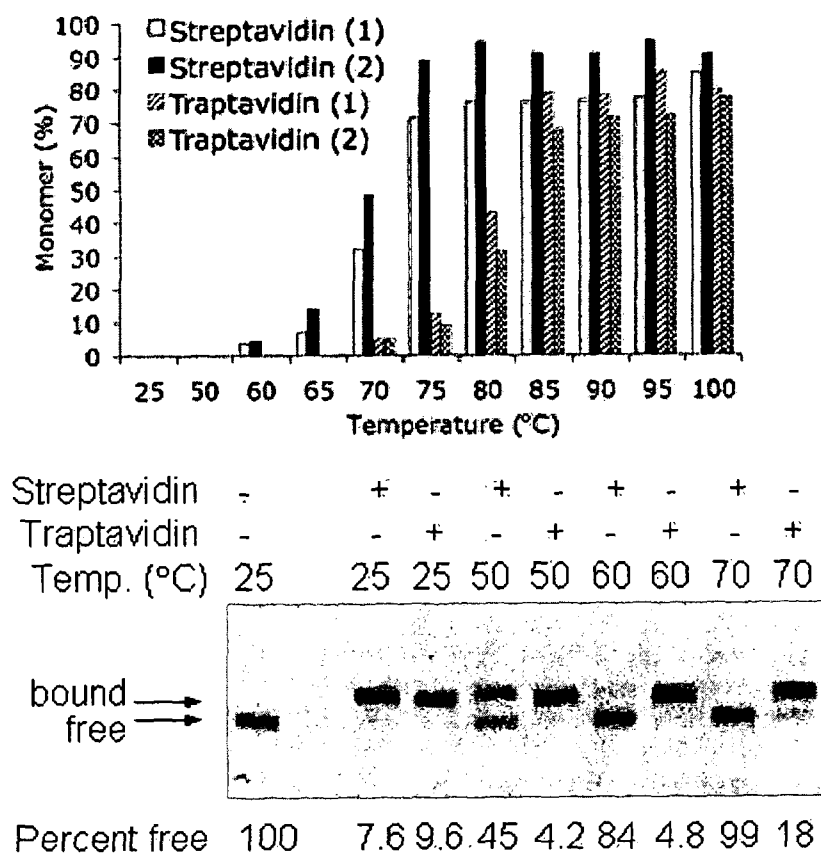 100
90
80
70
60
50
40
30
20
10
0
Monomer (%)
Streptavidin (1)
Streptavidin (2)
Traptavidin (1)
Traptavidin (2)
25 50 60 65 70 75 80 85 90 95 100
Temperature (°C)
Streptavidin - + - + - + - + -
Traptavidin - - + - + - + - +
Temp. (°C) 25 25 25 50 50 60 60 70 70
bound
free
Percent free 100 7.6 9.6 45 4.2 84 4.8 99 18